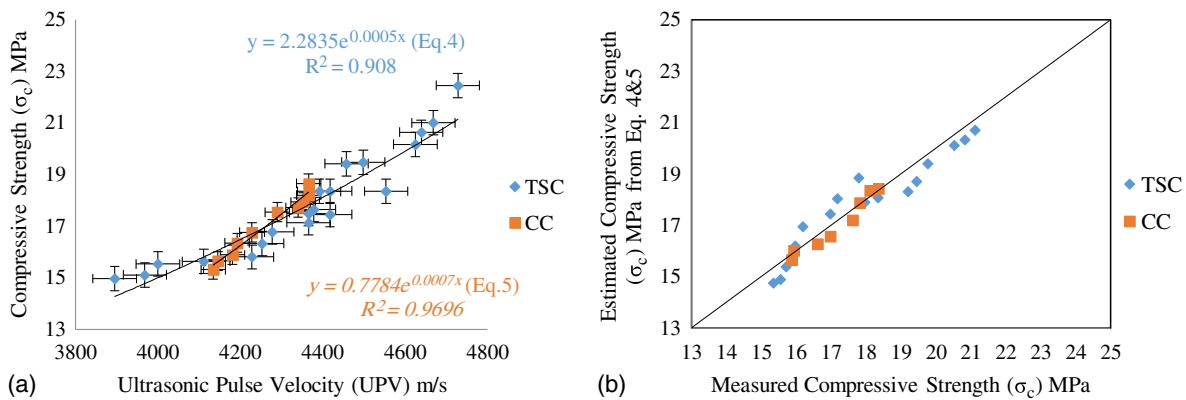 Compressive Strength (σc) MPa
25
23
21
19
17
15
13
y = 2.2835e^0.0005x (Eq.4)
R² = 0.908
TSC
CC
y = 0.7784e^0.0007x (Eq.5)
R² = 0.9696
3800 4000 4200 4400 4600 4800
(a) Ultrasonic Pulse Velocity (UPV) m/s
Estimated Compressive Strength
(σc) MPa from Eq. 4&5
25
23
21
19
17
15
13
TSC
CC
13 14 15 16 17 18 19 20 21 22 23 24 25
(b) Measured Compressive Strength (σc) MPa